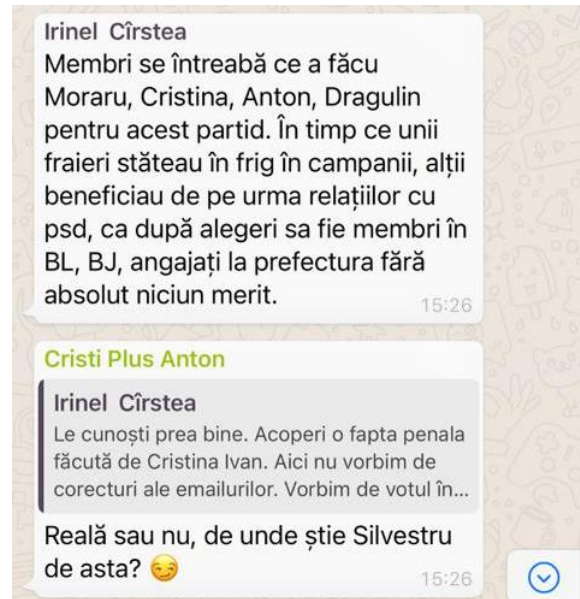 Irinel Cîrstea
Membri se întreabă ce a făcu
Moraru, Cristina, Anton, Dragulin
pentru acest partid. În timp ce unii
fraieri stăteau în frig în campanii, alții
beneficiau de pe urma relațiilor cu
psd, ca după alegeri sa fie membri în
BL, BJ, angajați la prefectura fără
absolut niciun merit.
15:26
Cristi Plus Anton
Irinel Cîrstea
Le cunoști prea bine. Acoperi o fapta penala
făcută de Cristina Ivan. Aici nu vorbim de
corecturi ale emailurilor. Vorbim de votul în...
Reală sau nu, de unde știe Silvestru
de asta? 😏
15:26